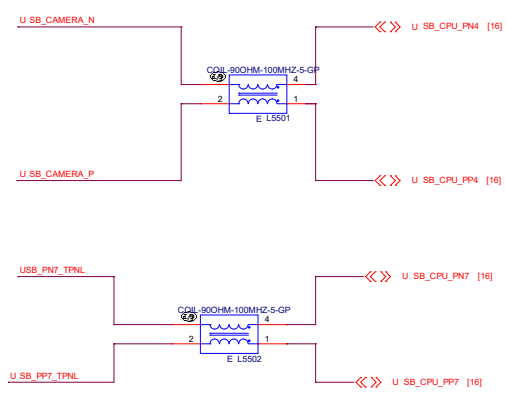 U SB_CAMERA_N
U SB_CPU_PN4 [16]
COIL-90OHM-100MHZ-5-GP
4
2
1
E L5501
U SB_CAMERA_P
U SB_CPU_PP4 [16]
USB_PN7_TPNL
U SB_CPU_PN7 [16]
COIL-90OHM-100MHZ-5-GP
4
2
1
E L5502
U SB_PP7_TPNL
U SB_CPU_PP7 [16]